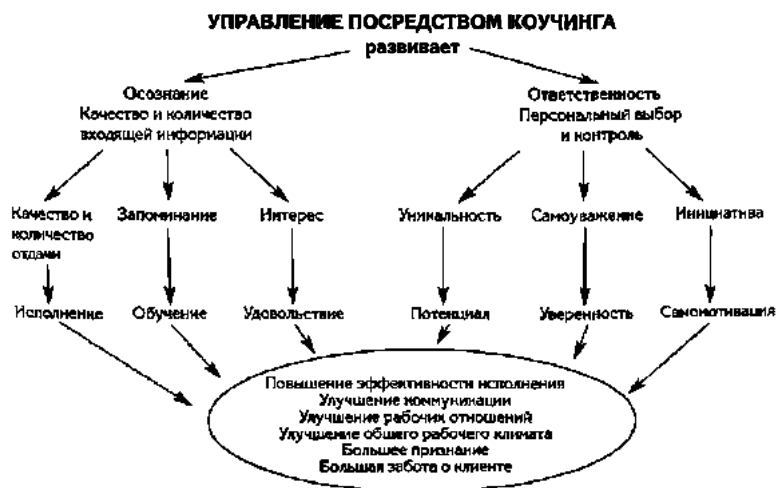 УПРАВЛЕНИЕ ПОСРЕДСТВОМ КОУЧИНГА
развивает
Осознание
Качество и количество
входящей информации
Ответственность
Персональный выбор
и контроль
Качество и
количество
отдачи
Запоминание
Интерес
Уникальность
Самоуважение
Инициатива
Исполнение
Обучение
Удовольствие
Потенциал
Уверенность
Самомотивация
Повышение эффективности исполнения
Улучшение коммуникации
Улучшение рабочих отношений
Улучшение общего рабочего климата
Большее признание
Большая забота о клиенте